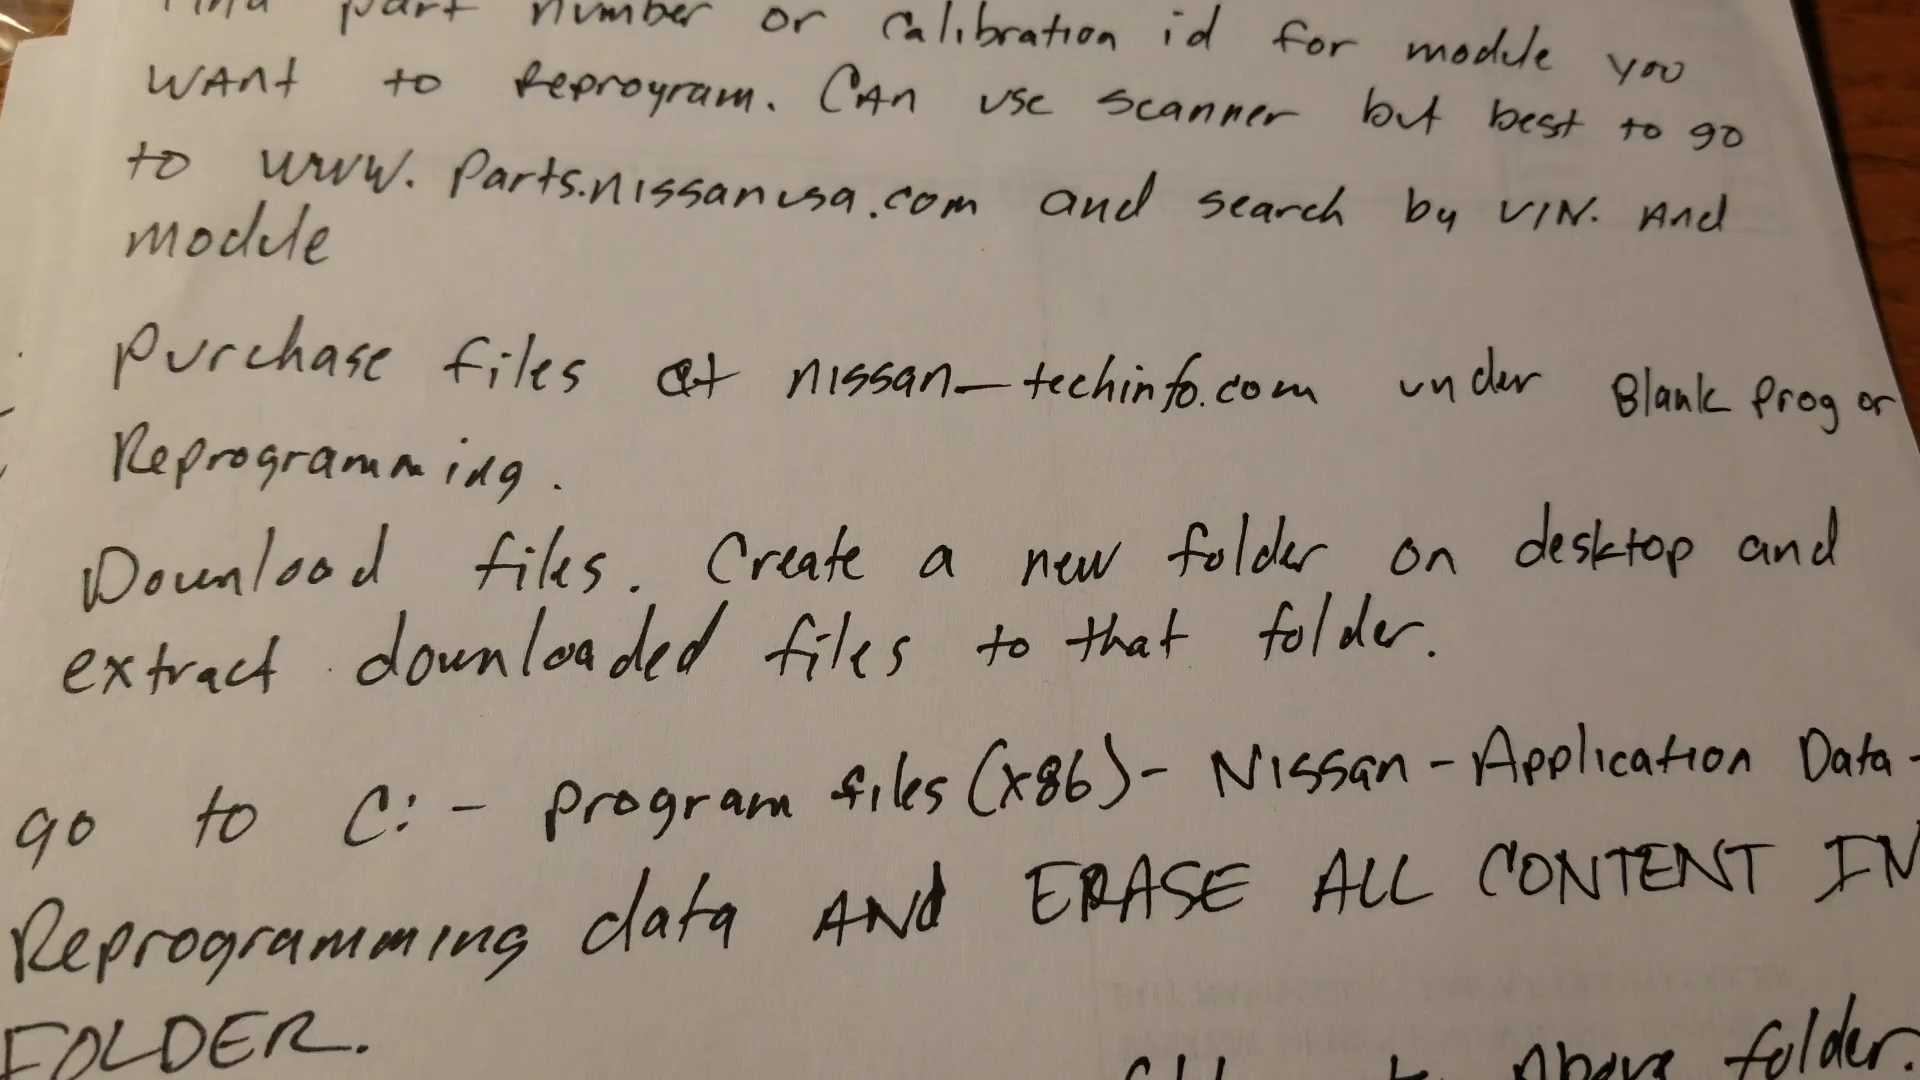 Find part number or calibration id for module you
WANt to Reprogram. CAn use scanner but best to go
to www.parts.nissanusa.com and search by VIN. And
module
Purchase files at nissan-techinfo.com under Blank Prog or
Reprogramming.
Download files. Create a new folder on desktop and
extract downloaded files to that folder.
go to C: - program files (x86) - Nissan - Application Data -
Reprogramming data ANd ERASE ALL CONTENT IN
FOLDER.
to Above folder.